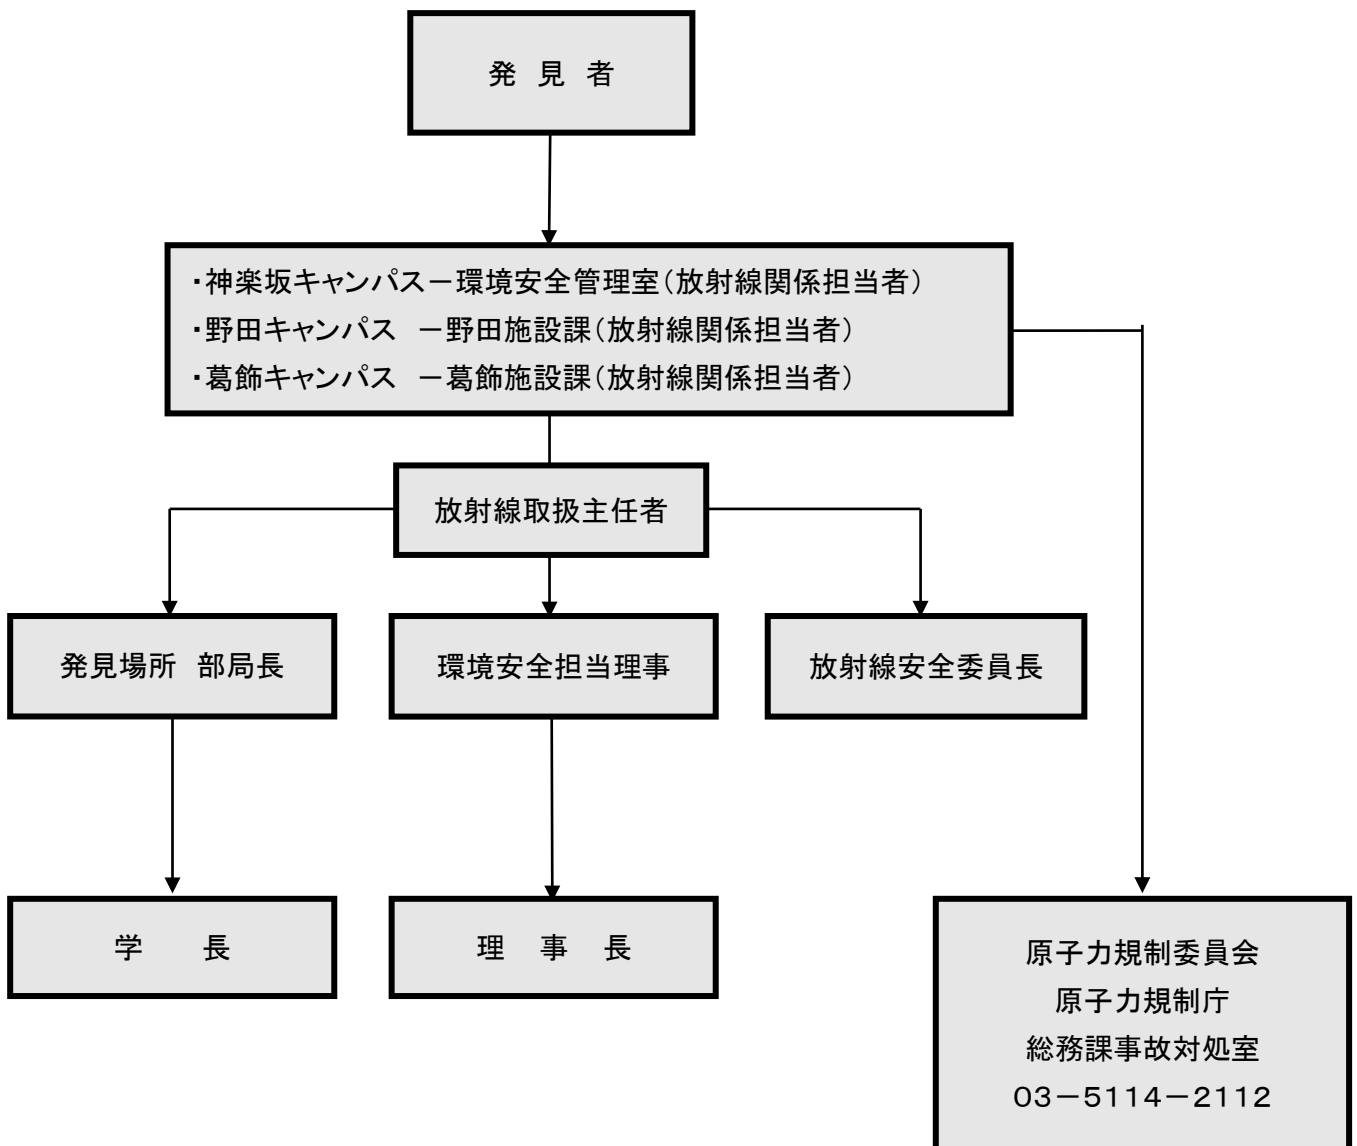 発 見 者
・神楽坂キャンパス－環境安全管理室(放射線関係担当者)
・野田キャンパス －野田施設課(放射線関係担当者)
・葛飾キャンパス －葛飾施設課(放射線関係担当者)
放射線取扱主任者
発見場所 部局長
環境安全担当理事
放射線安全委員長
学 長
理 事 長
原子力規制委員会
原子力規制庁
総務課事故対処室
03－5114－2112